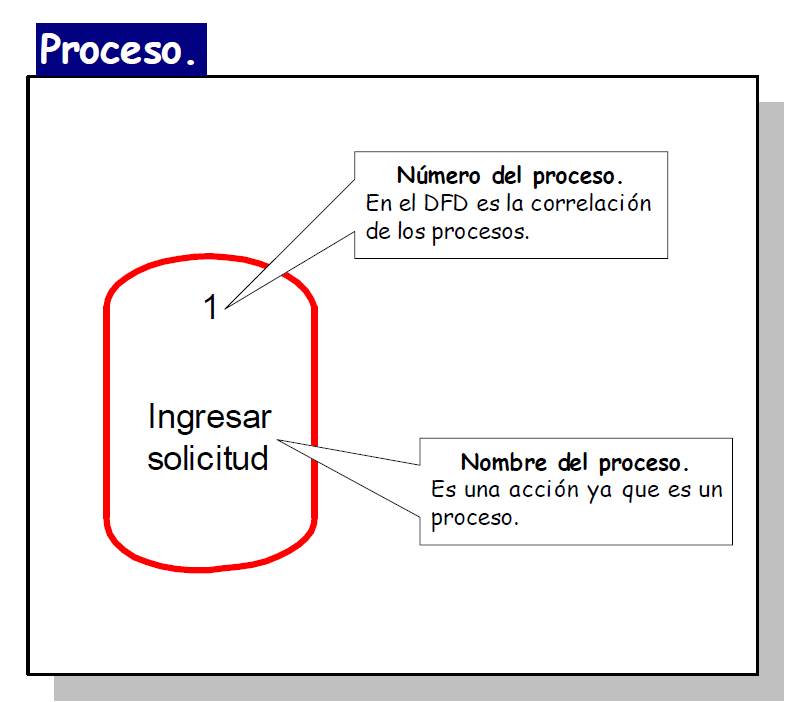 Proceso.
Número del proceso.
En el DFD es la correlación
de los procesos.
1
Ingresar
solicitud
Nombre del proceso.
Es una acción ya que es un
proceso.